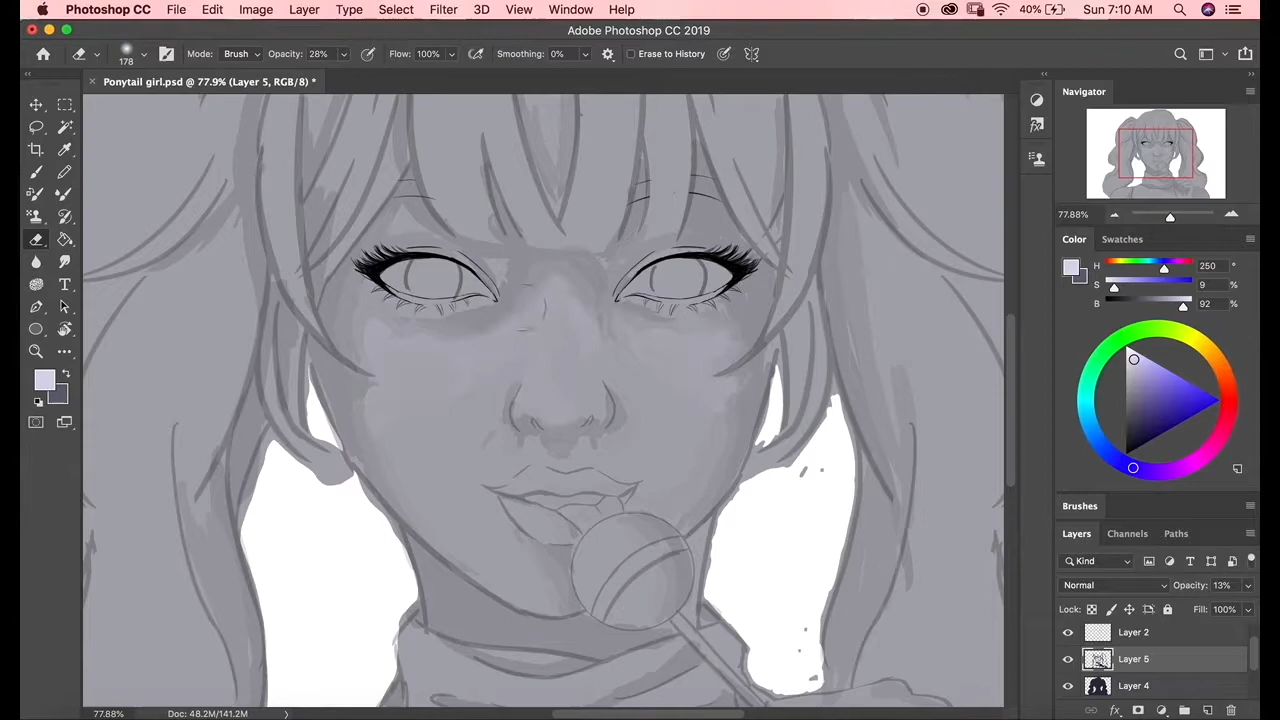 Photoshop CC File Edit Image Layer Type Select Filter 3D View Window Help 40% Sun 7:10 AM
Adobe Photoshop CC 2019
178 Mode: Brush Opacity: 28% Flow: 100% Smoothing: 0% Erase to History
Ponytail girl.psd @ 77.9% (Layer 5, RGB/8) *
Navigator
77.88%
Color Swatches
H 250 °
S 9 %
B 92 %
Brushes
Layers Channels Paths
Kind
Normal Opacity: 13%
Lock: Fill: 100%
Layer 2
Layer 5
Layer 4
77.88% Doc: 48.2M/141.2M